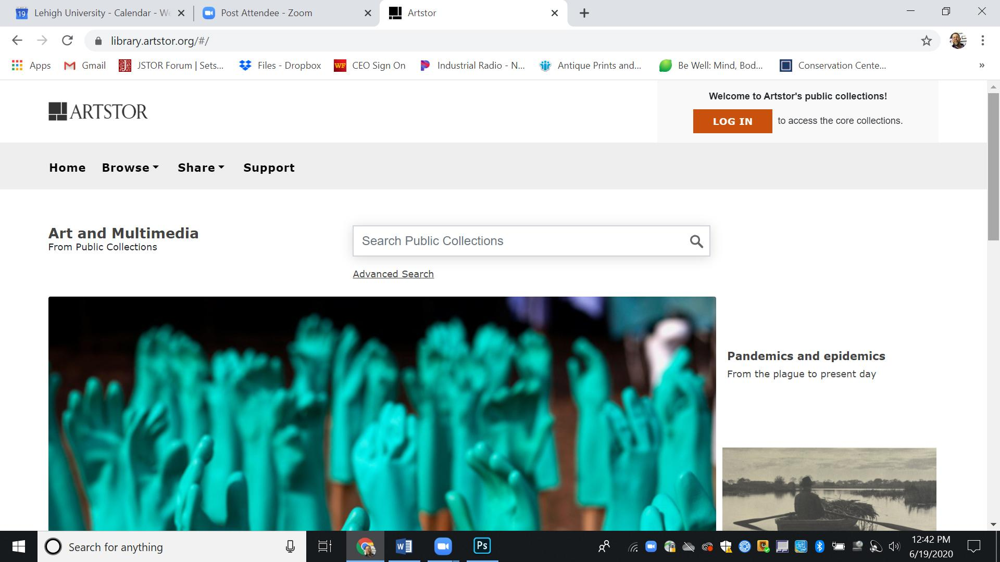 Lehigh University - Calendar - We
Post Attendee - Zoom
Artstor
library.artstor.org/#/
Apps
Gmail
JSTOR Forum | Sets...
Files - Dropbox
CEO Sign On
Industrial Radio - N...
Antique Prints and...
Be Well: Mind, Bod...
Conservation Cente...
»
ARTSTOR
Welcome to Artstor's public collections!
LOG IN to access the core collections.
Home Browse Share Support
Art and Multimedia
From Public Collections
Search Public Collections
Advanced Search
Pandemics and epidemics
From the plague to present day
Search for anything
Ps
12:42 PM
6/19/2020